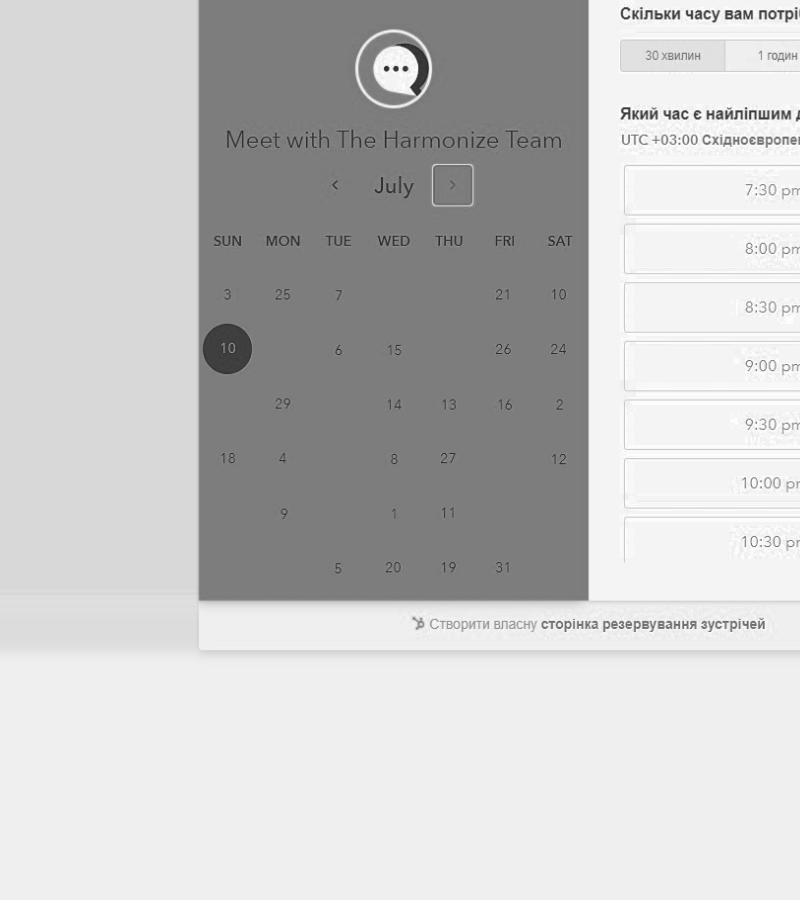 Meet with The Harmonize Team
July
SUN MON TUE WED THU FRI SAT
3 25 7 21 10
10 6 15 26 24
29 14 13 16 2
18 4 8 27 12
9 1 11
5 20 19 31
Скільки часу вам потрі
30 хвилин 1 годин
Який час є найліпшим
UTC +03:00 Східноєвропе
7:30 pm
8:00 pm
8:30 pm
9:00 pm
9:30 pm
10:00 pm
10:30 pm
Створити власну сторінка резервування зустрічей